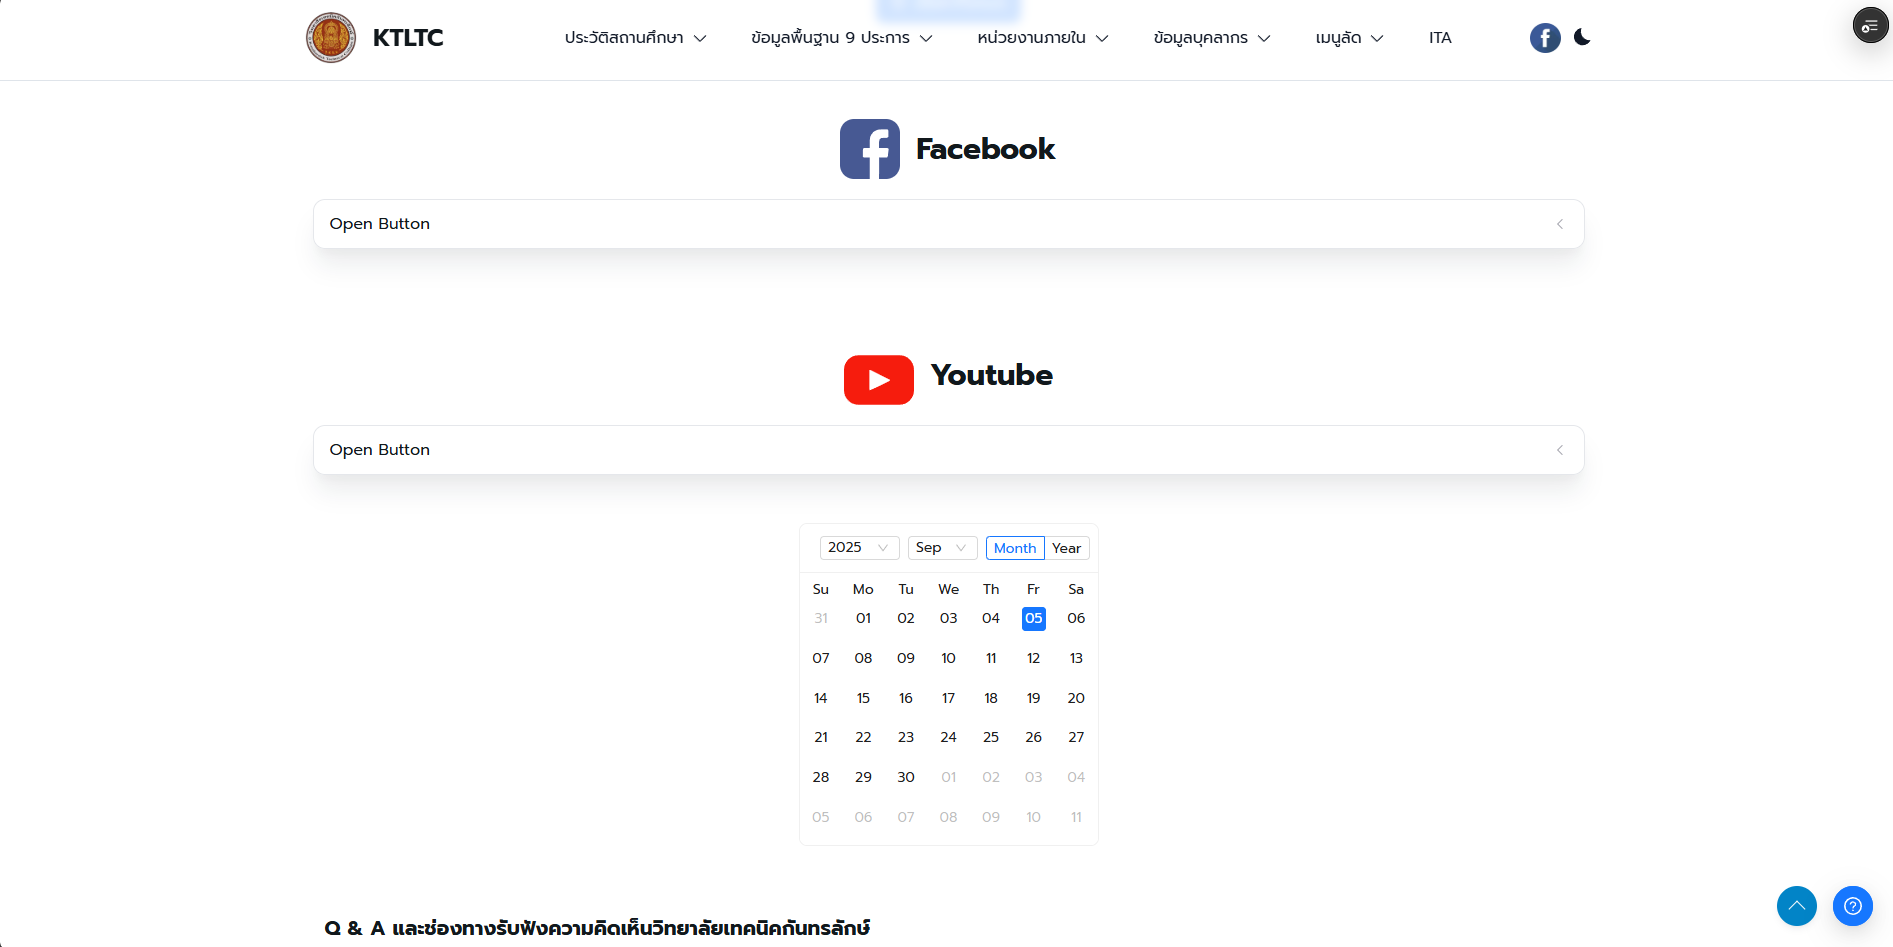 KTLTC
ประวัติสถานศึกษา
ข้อมูลพื้นฐาน 9 ประการ
หน่วยงานภายใน
ข้อมูลบุคลากร
เมนูลัด
ITA
Facebook
Open Button
Youtube
Open Button
2025 Sep Month Year
Su Mo Tu We Th Fr Sa
31 01 02 03 04 05 06
07 08 09 10 11 12 13
14 15 16 17 18 19 20
21 22 23 24 25 26 27
28 29 30 01 02 03 04
05 06 07 08 09 10 11
Q & A และช่องทางรับฟังความคิดเห็นวิทยาลัยเทคนิคกันทรลักษ์